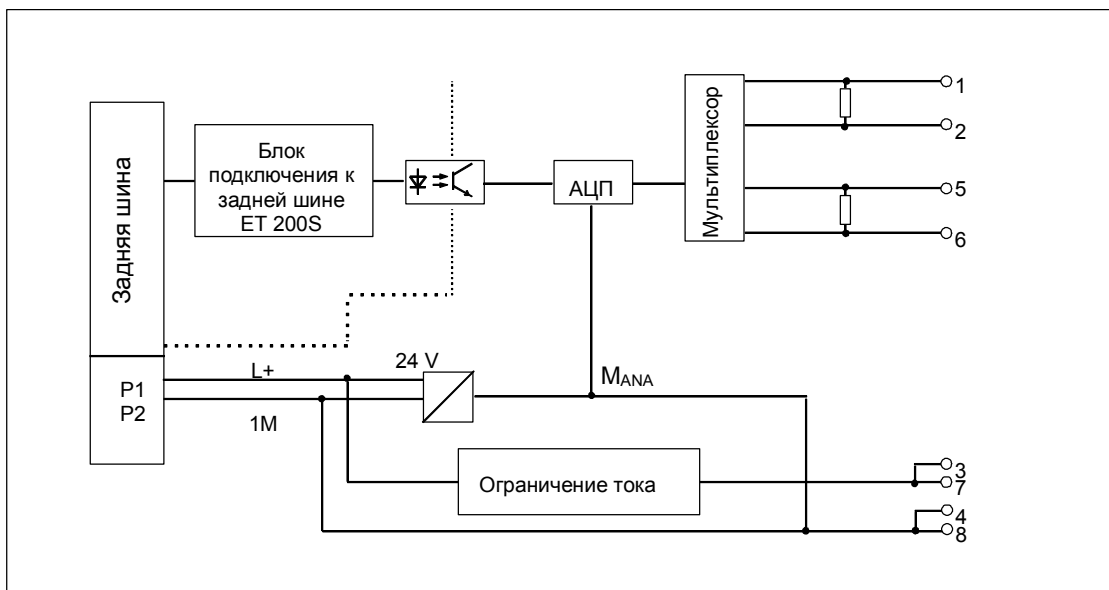 Задняя шина
Блок
подключения к
задней шине
ET 200S
АЦП
Мультиплексор
1
2
5
6
P1
P2
L+
1M
24 V
MANA
Ограничение тока
3
7
4
8